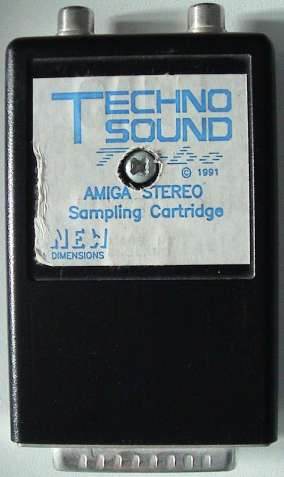 TECHNO
SOUND
Turbo
© 1991
AMIGA STEREO
Sampling Cartridge
NEW
DIMENSIONS